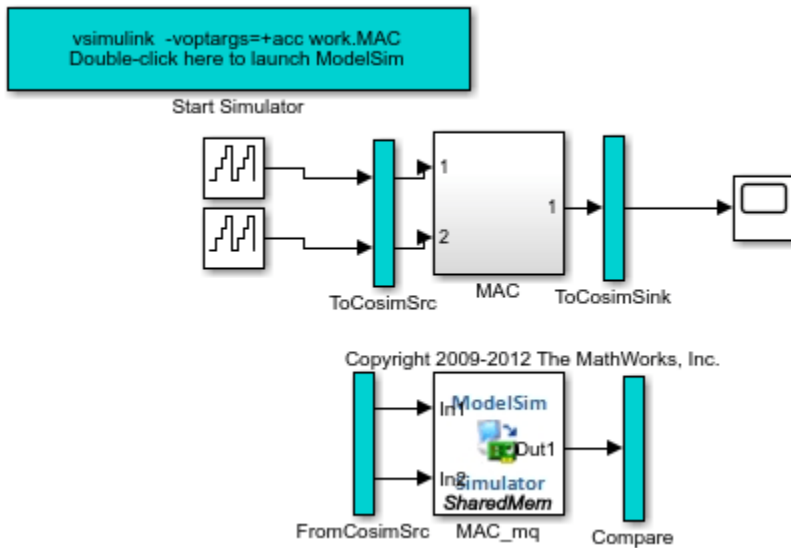 vsimulink -voptargs=+acc work.MAC
Double-click here to launch ModelSim
Start Simulator
1
2
1
ToCosimSrc
MAC
ToCosimSink
Copyright 2009-2012 The MathWorks, Inc.
In1
ModelSim
Out1
In2
Simulator
SharedMem
FromCosimSrc
MAC_mq
Compare